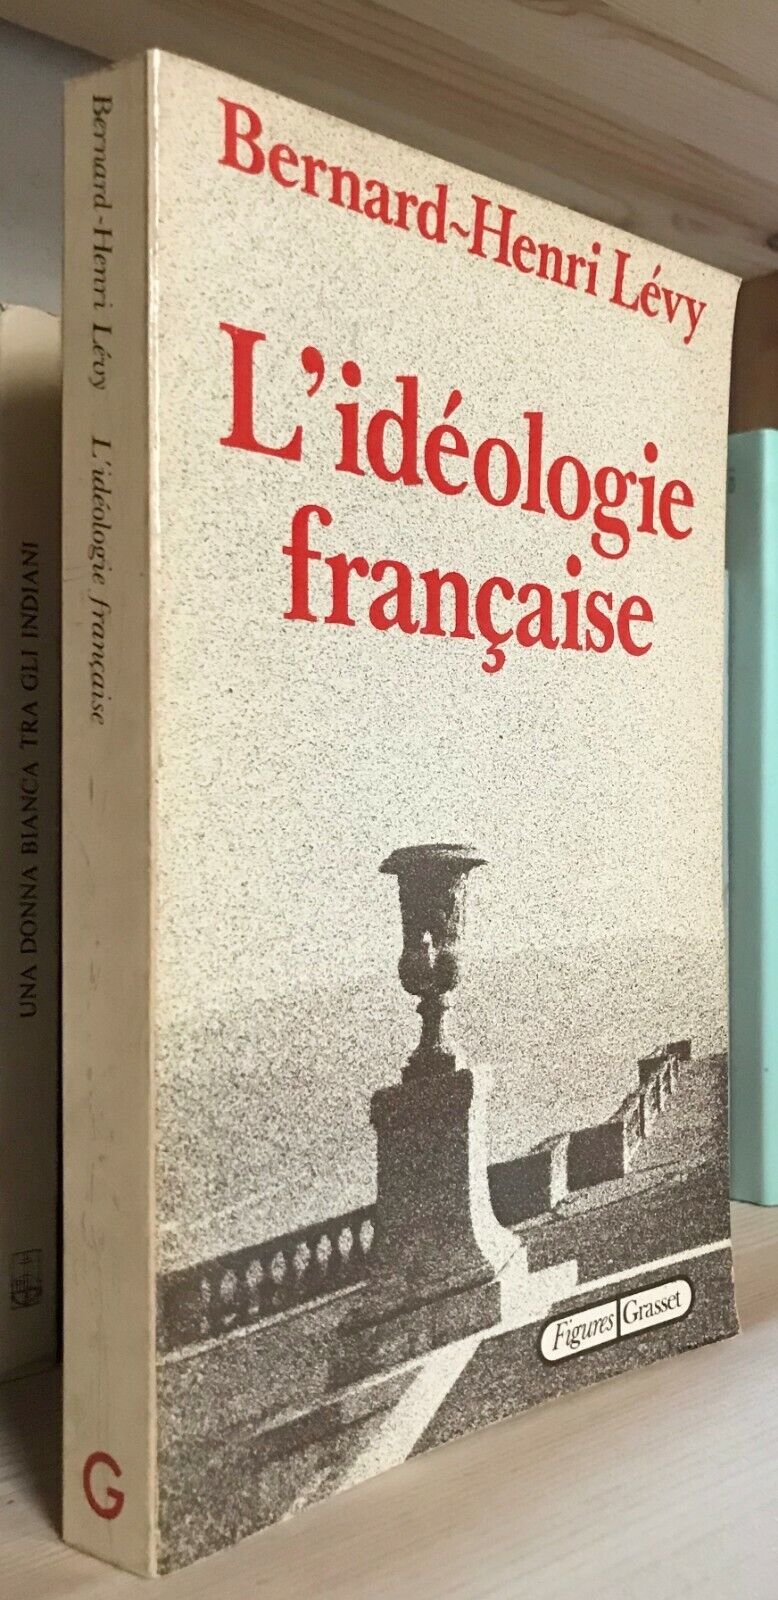 UNA DONNA BIANCA TRA GLI INDIANI
Bernard~Henri Lévy L'idéologie française
G
Bernard~Henri Lévy
L'idéologie
française
Figures Grasset